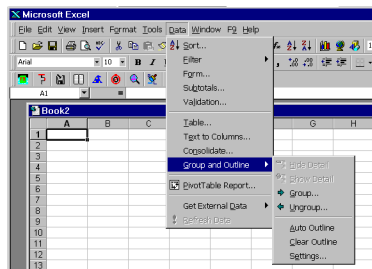 Microsoft Excel
File Edit View Insert Format Tools Data Window F9 Help
Arial 10 B I
A1 =
Book2
A B C G H
1
2
3
4
5
6
7
8
9
10
11
12
13
Sort...
Filter
Form...
Subtotals...
Validation...
Table...
Text to Columns...
Consolidate...
Group and Outline
PivotTable Report...
Get External Data
Refresh Data
Hide Detail
Show Detail
Group...
Ungroup...
Auto Outline
Clear Outline
Settings...